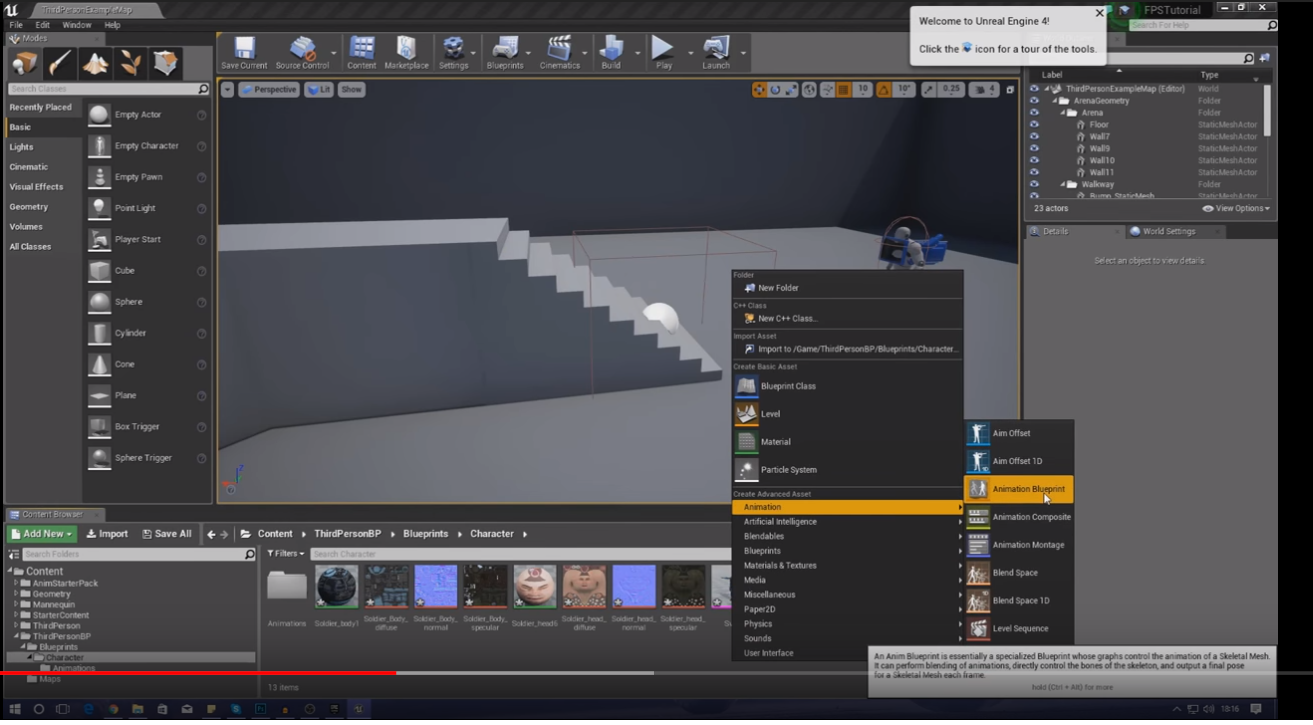 ThirdPersonExampleMap
FPSTutorial
File Edit Window Help
Search For Help
Welcome to Unreal Engine 4!
Click the icon for a tour of the tools.
Modes
Search Classes
Recently Placed
Basic
Lights
Cinematic
Visual Effects
Geometry
Volumes
All Classes
Empty Actor
Empty Character
Empty Pawn
Point Light
Player Start
Cube
Sphere
Cylinder
Cone
Plane
Box Trigger
Sphere Trigger
Save Current
Source Control
Content
Marketplace
Settings
Blueprints
Cinematics
Build
Play
Launch
Perspective
Lit
Show
10
10°
0.25
4
Label
Type
ThirdPersonExampleMap (Editor) World
ArenaGeometry Folder
Arena Folder
Floor StaticMeshActor
Wall7 StaticMeshActor
Wall9 StaticMeshActor
Wall10 StaticMeshActor
Wall11 StaticMeshActor
Walkway Folder
Bump_StaticMesh StaticMeshActor
23 actors
View Options
Details
World Settings
Select an object to view details
Folder
New Folder
C++ Class
New C++ Class...
Import Asset
Import to /Game/ThirdPersonBP/Blueprints/Character...
Create Basic Asset
Blueprint Class
Level
Material
Particle System
Create Advanced Asset
Animation
Artificial Intelligence
Blendables
Blueprints
Materials & Textures
Media
Miscellaneous
Paper2D
Physics
Sounds
User Interface
Aim Offset
Aim Offset 1D
Animation Blueprint
Animation Composite
Animation Montage
Blend Space
Blend Space 1D
Level Sequence
An Anim Blueprint is essentially a specialized Blueprint whose graphs control the animation of a Skeletal Mesh.
It can perform blending of animations, directly control the bones of the skeleton, and output a final pose
for a Skeletal Mesh each frame.
hold (Ctrl + Alt) for more
Content Browser
Add New
Import
Save All
Content
ThirdPersonBP
Blueprints
Character
Search Folders
Filters
Search Character
Content
AnimStarterPack
Geometry
Mannequin
StarterContent
ThirdPerson
ThirdPersonBP
Blueprints
Character
Animations
Maps
Animations
Soldier_body1
Soldier_Body_diffuse
Soldier_Body_normal
Soldier_Body_specular
Soldier_head6
Soldier_head_diffuse
Soldier_head_normal
Soldier_head_specular
13 items
18:16